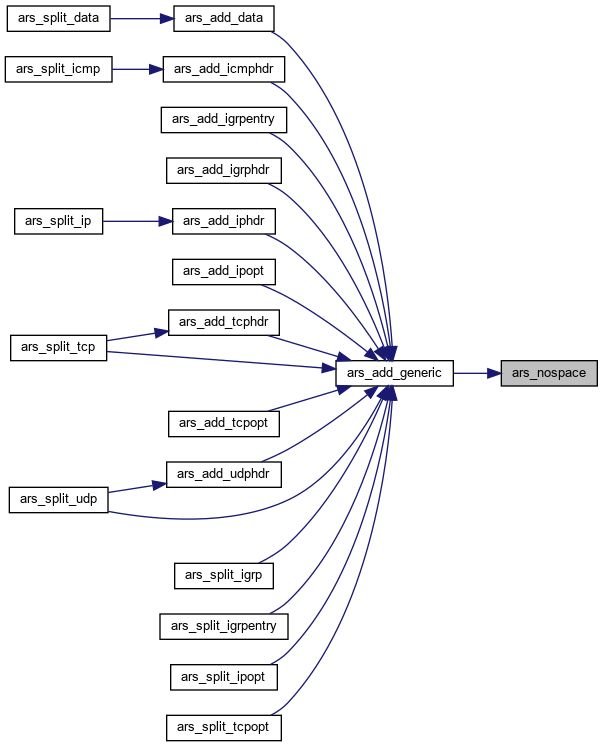 ars_split_data
ars_add_data
ars_split_icmp
ars_add_icmphdr
ars_add_igrpentry
ars_add_igrphdr
ars_split_ip
ars_add_iphdr
ars_add_ipopt
ars_add_tcphdr
ars_split_tcp
ars_add_generic
ars_nospace
ars_add_tcpopt
ars_add_udphdr
ars_split_udp
ars_split_igrp
ars_split_igrpentry
ars_split_ipopt
ars_split_tcpopt